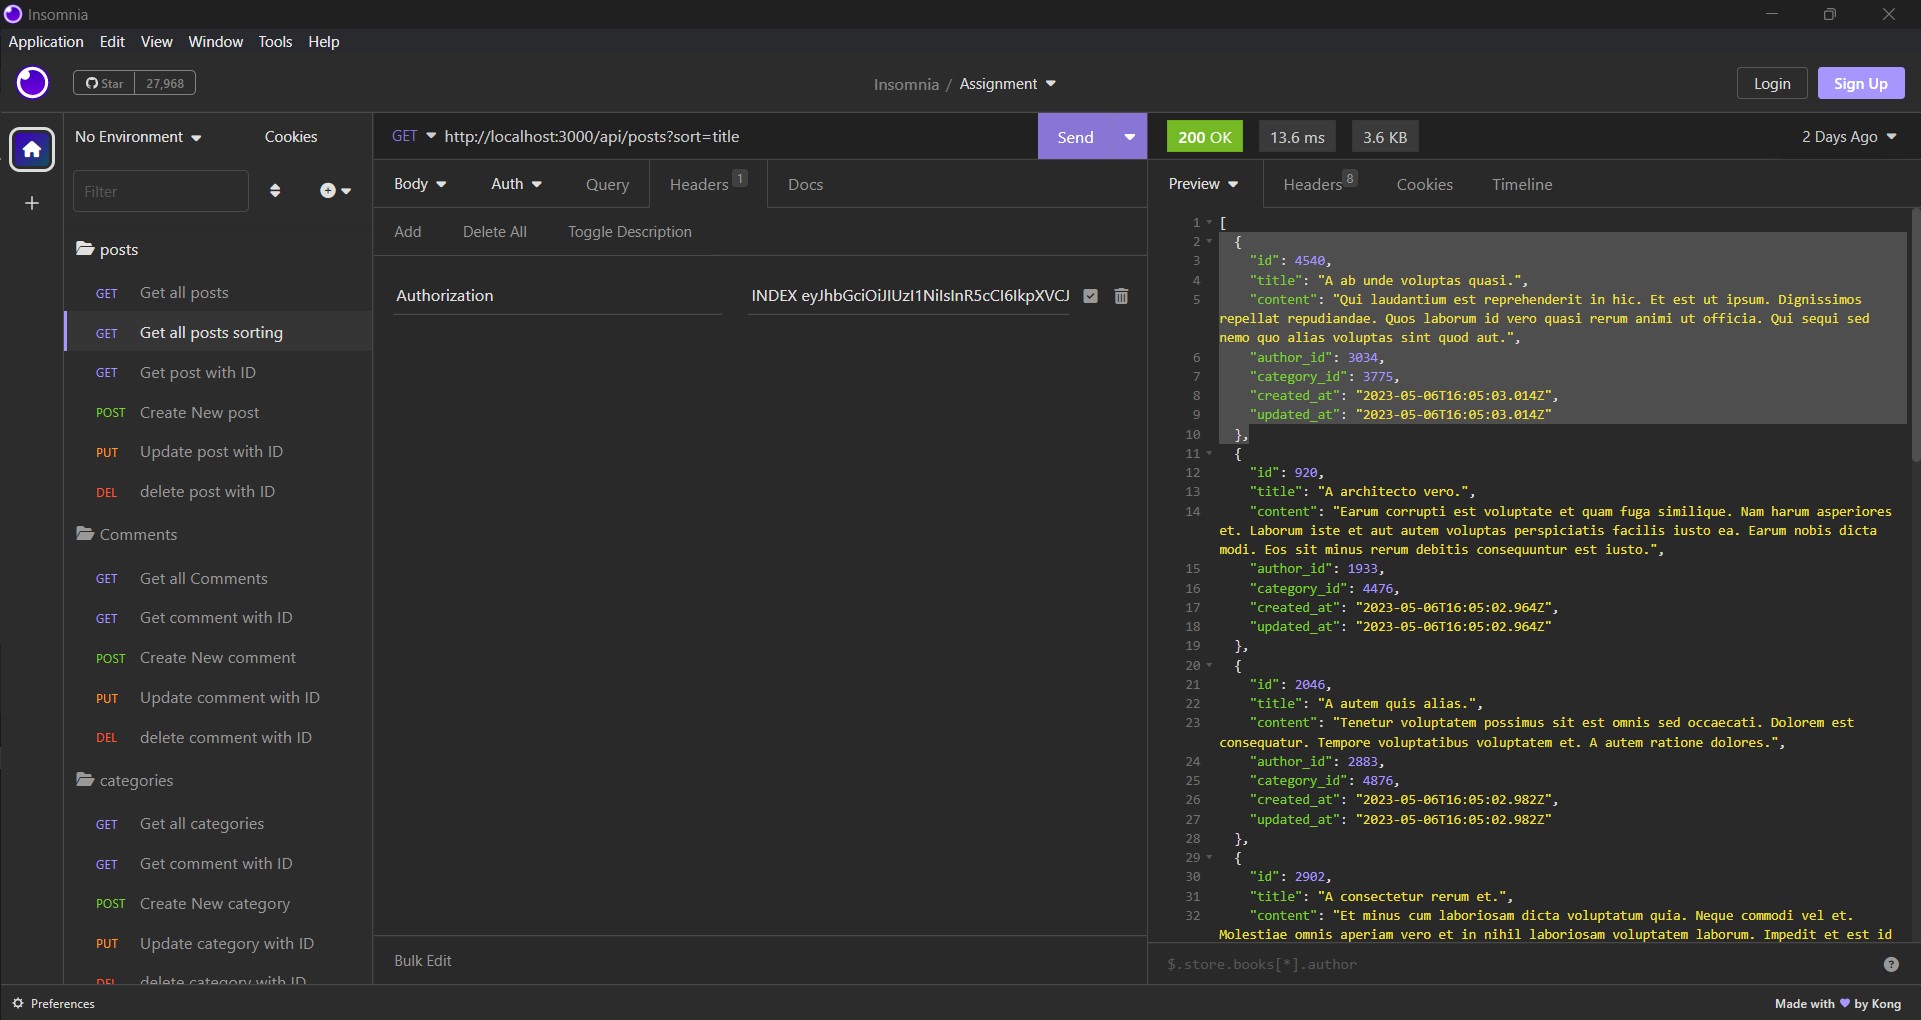 Insomnia
Application Edit View Window Tools Help
Star 27,968
Insomnia / Assignment
Login Sign Up
No Environment Cookies
Filter
posts
GET Get all posts
GET Get all posts sorting
GET Get post with ID
POST Create New post
PUT Update post with ID
DEL delete post with ID
Comments
GET Get all Comments
GET Get comment with ID
POST Create New comment
PUT Update comment with ID
DEL delete comment with ID
categories
GET Get all categories
GET Get comment with ID
POST Create New category
PUT Update category with ID
DEL delete category with ID
GET http://localhost:3000/api/posts?sort=title Send
Body Auth Query Headers 1 Docs
Add Delete All Toggle Description
Authorization INDEX eyJhbGciOiJIUzI1NiIsInR5cCI6IkpXVCJ
Bulk Edit
200 OK 13.6 ms 3.6 KB 2 Days Ago
Preview Headers 8 Cookies Timeline
1 [
2 {
3 "id": 4540,
4 "title": "A ab unde voluptas quasi.",
5 "content": "Qui laudantium est reprehenderit in hic. Et est ut ipsum. Dignissimos
repellat repudiandae. Quos laborum id vero quasi rerum animi ut officia. Qui sequi sed
nemo quo alias voluptas sint quod aut.",
6 "author_id": 3034,
7 "category_id": 3775,
8 "created_at": "2023-05-06T16:05:03.014Z",
9 "updated_at": "2023-05-06T16:05:03.014Z"
10 },
11 {
12 "id": 920,
13 "title": "A architecto vero.",
14 "content": "Earum corrupti est voluptate et quam fuga similique. Nam harum asperiores
et. Laborum iste et aut autem voluptas perspiciatis facilis iusto ea. Earum nobis dicta
modi. Eos sit minus rerum debitis consequuntur est iusto.",
15 "author_id": 1933,
16 "category_id": 4476,
17 "created_at": "2023-05-06T16:05:02.964Z",
18 "updated_at": "2023-05-06T16:05:02.964Z"
19 },
20 {
21 "id": 2046,
22 "title": "A autem quis alias.",
23 "content": "Tenetur voluptatem possimus sit est omnis sed occaecati. Dolorem est
consequatur. Tempore voluptatibus voluptatem et. A autem ratione dolores.",
24 "author_id": 2883,
25 "category_id": 4876,
26 "created_at": "2023-05-06T16:05:02.982Z",
27 "updated_at": "2023-05-06T16:05:02.982Z"
28 },
29 {
30 "id": 2902,
31 "title": "A consectetur rerum et.",
32 "content": "Et minus cum laboriosam dicta voluptatum quia. Neque commodi vel et.
Molestiae omnis aperiam vero et in nihil laboriosam voluptatem laborum. Impedit et est id
$.store.books[*].author
Preferences
Made with by Kong